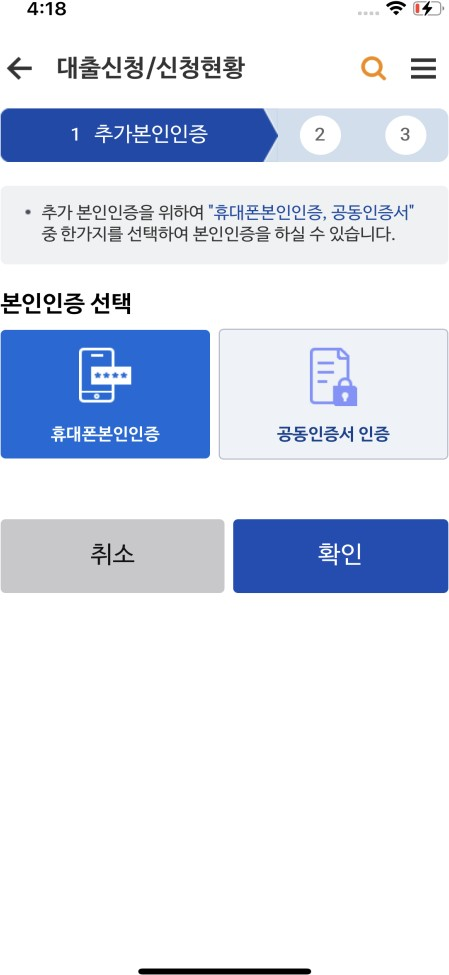 4:18
대출신청/신청현황
1 추가본인인증 2 3
• 추가 본인인증을 위하여 "휴대폰본인인증, 공동인증서"
중 한가지를 선택하여 본인인증을 하실 수 있습니다.
본인인증 선택
****
휴대폰본인인증 공동인증서 인증
취소 확인